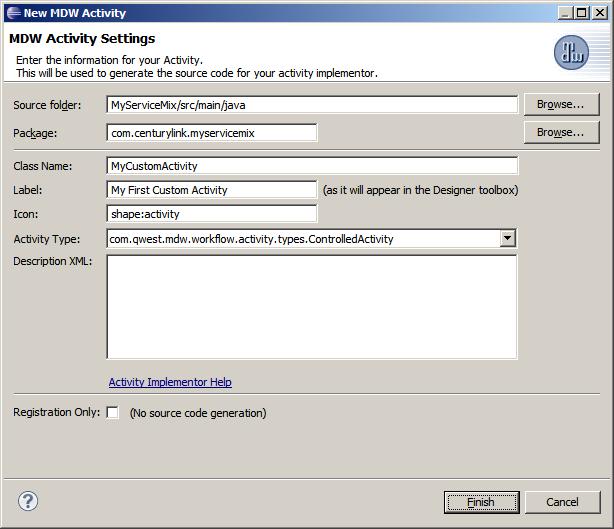 New MDW Activity
MDW Activity Settings
Enter the information for your Activity.
This will be used to generate the source code for your activity implementor.
Source folder: MyServiceMix/src/main/java Browse...
Package: com.centurylink.myservicemix Browse...
Class Name: MyCustomActivity
Label: My First Custom Activity (as it will appear in the Designer toolbox)
Icon: shape:activity
Activity Type: com.qwest.mdw.workflow.activity.types.ControlledActivity
Description XML:
Activity Implementor Help
Registration Only: (No source code generation)
? Finish Cancel